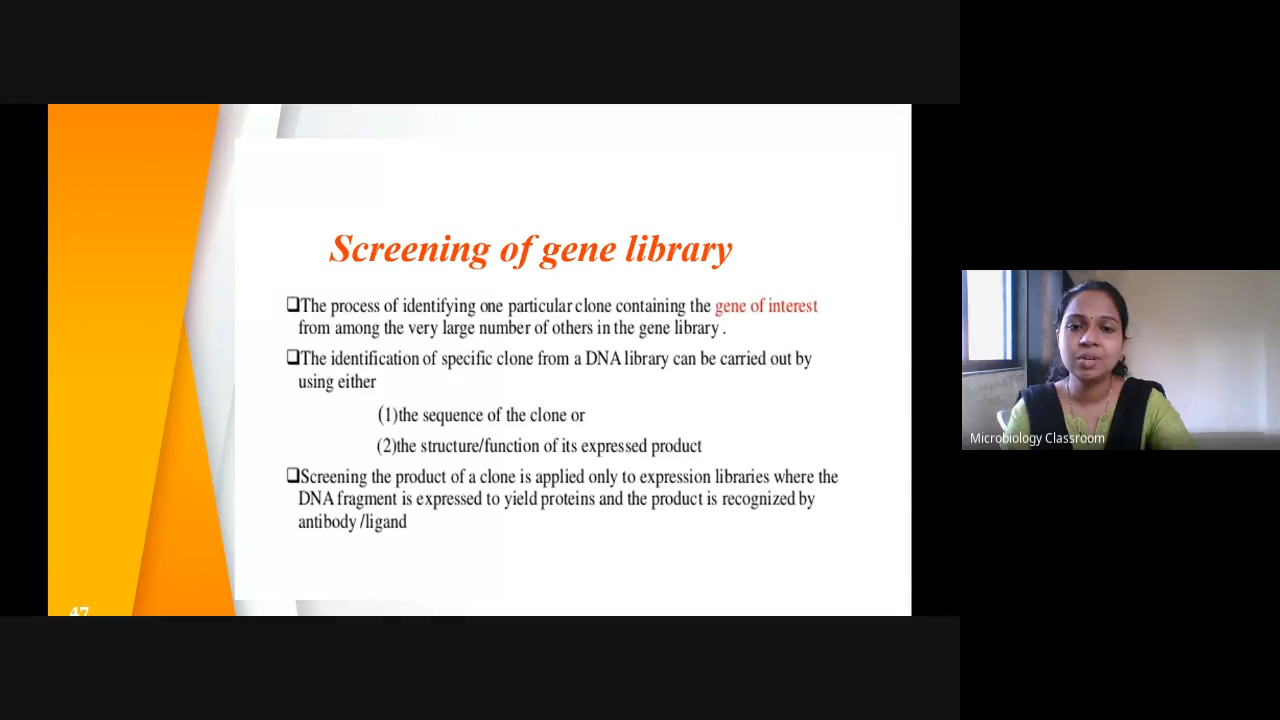 Screening of gene library
❑The process of identifying one particular clone containing the gene of interest
from among the very large number of others in the gene library .
❑The identification of specific clone from a DNA library can be carried out by
using either
(1)the sequence of the clone or
(2)the structure/function of its expressed product
❑Screening the product of a clone is applied only to expression libraries where the
DNA fragment is expressed to yield proteins and the product is recognized by
antibody /ligand
47
Microbiology Classroom